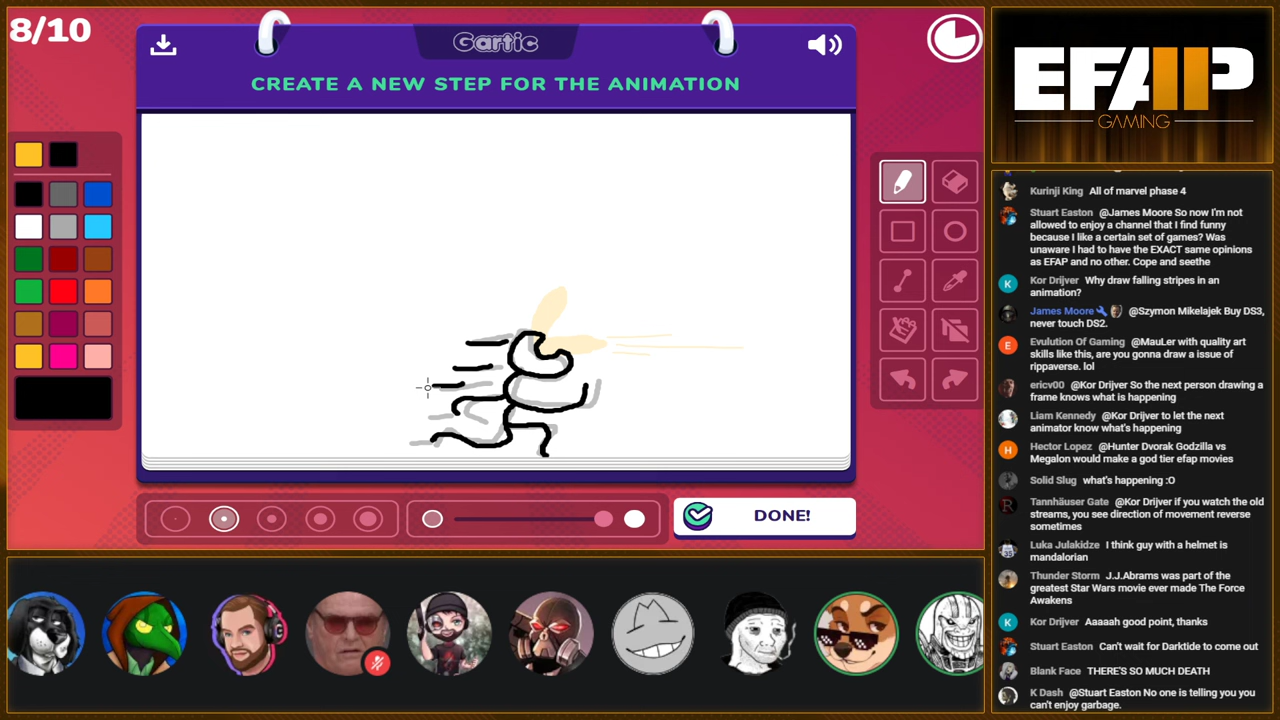 8/10
Gartic
CREATE A NEW STEP FOR THE ANIMATION
DONE!
EFAP
GAMING
Kurinji King All of marvel phase 4
Stuart Easton @James Moore So now I'm not
allowed to enjoy a channel that I find funny
because I like a certain set of games? Was
unaware I had to have the EXACT same opinions
as EFAP and no other. Cope and seethe
K Kor Drijver Why draw falling stripes in an
animation?
James Moore @Szymon Mikelajek Buy DS3,
never touch DS2.
E Evulution Of Gaming @MauLer with quality art
skills like this, are you gonna draw a issue of
rippaverse. lol
ericv00 @Kor Drijver So the next person drawing a
frame knows what is happening
Liam Kennedy @Kor Drijver to let the next
animator know what's happening
H Hector Lopez @Hunter Dvorak Godzilla vs
Megalon would make a god tier efap movies
Solid Slug what's happening :O
R Tannhäuser Gate @Kor Drijver if you watch the old
streams, you see direction of movement reverse
sometimes
Luka Julakidze I think guy with a helmet is
mandalorian
Thunder Storm J.J.Abrams was part of the
greatest Star Wars movie ever made The Force
Awakens
K Kor Drijver Aaaaah good point, thanks
Stuart Easton Can't wait for Darktide to come out
Blank Face THERE'S SO MUCH DEATH
K Dash @Stuart Easton No one is telling you you
can't enjoy garbage.